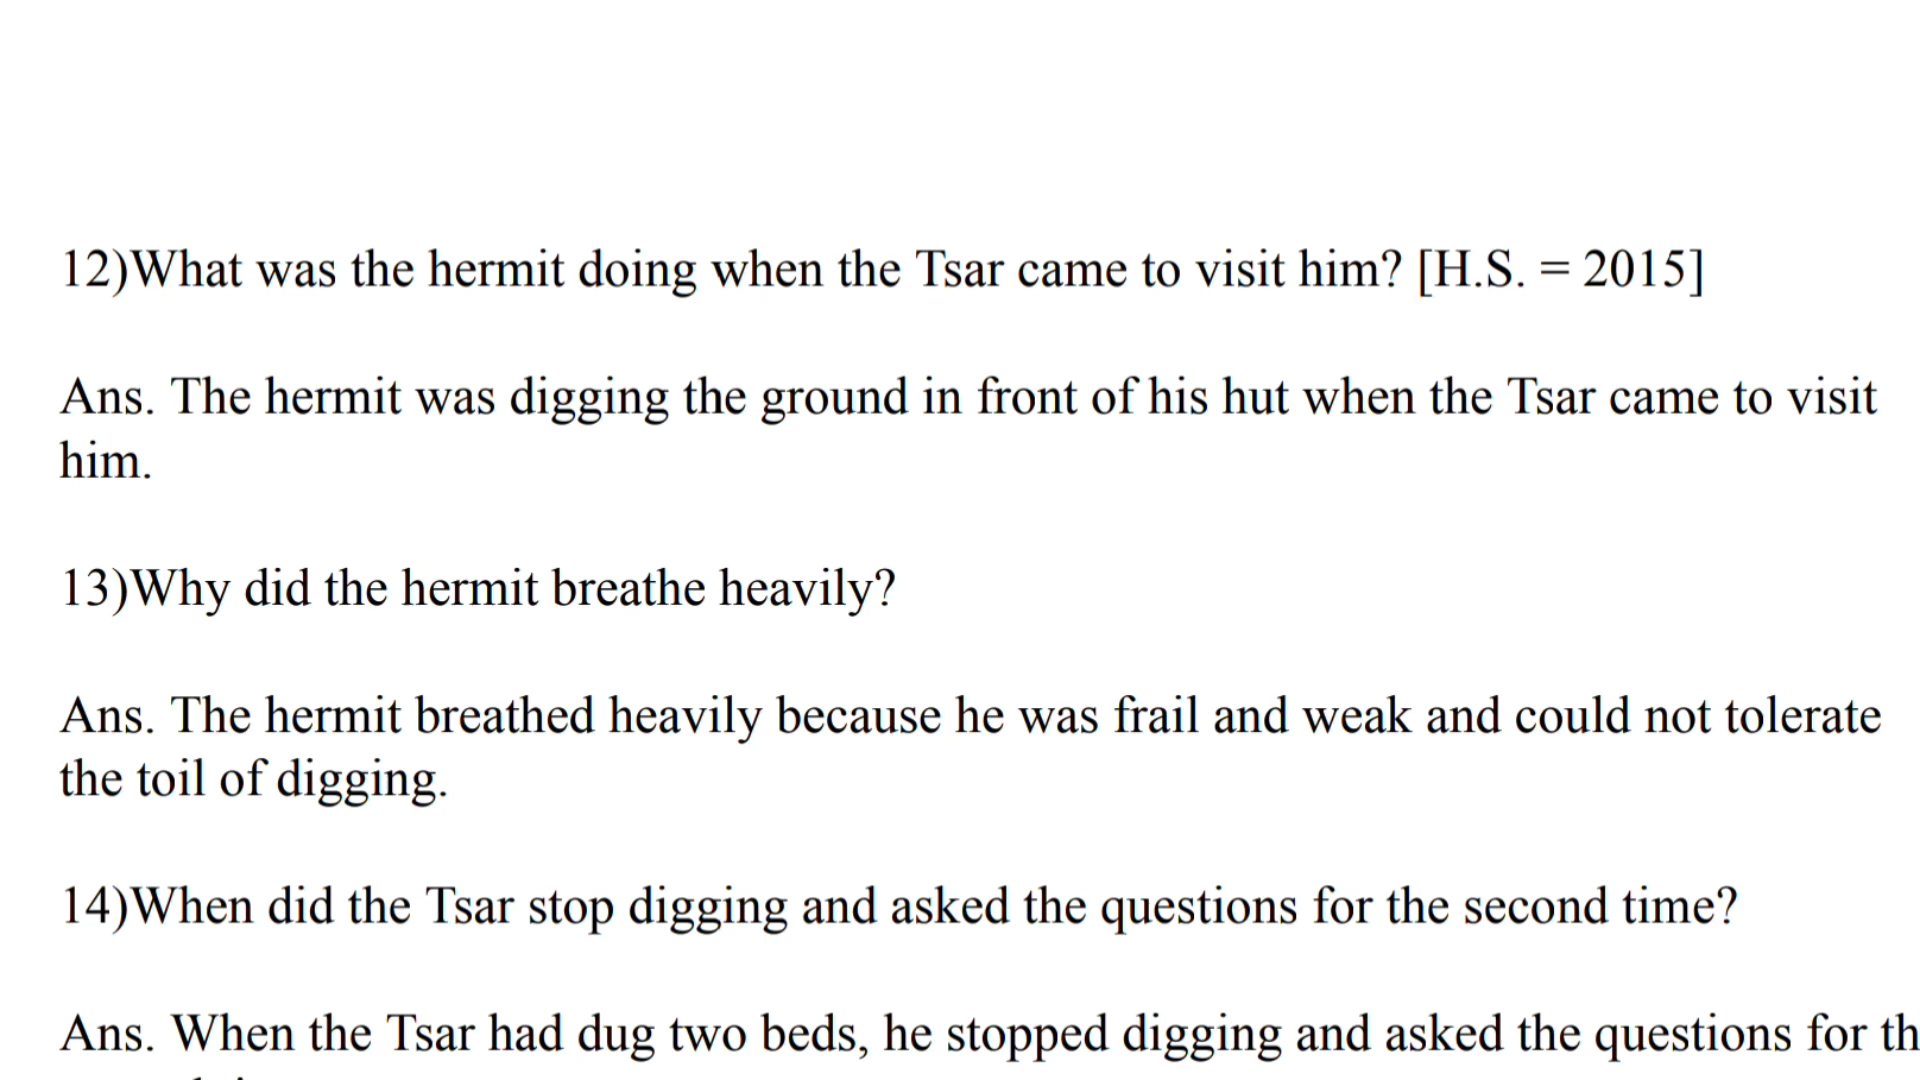 12)What was the hermit doing when the Tsar came to visit him? [H.S. = 2015]
Ans. The hermit was digging the ground in front of his hut when the Tsar came to visit
him.
13)Why did the hermit breathe heavily?
Ans. The hermit breathed heavily because he was frail and weak and could not tolerate
the toil of digging.
14)When did the Tsar stop digging and asked the questions for the second time?
Ans. When the Tsar had dug two beds, he stopped digging and asked the questions for th